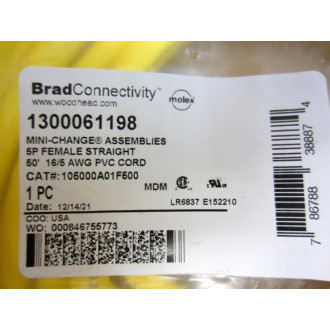 BradConnectivity™
www.woodhead.com
molex
1300061198
MINI-CHANGE® ASSEMBLIES
5P FEMALE STRAIGHT
50' 16/5 AWG PVC CORD
CAT#:105000A01F500
1 PC
MDM
Date: 12/14/21
LR6837 E152210
COO: USA
WO: 000846755773
7 86788 38887 4